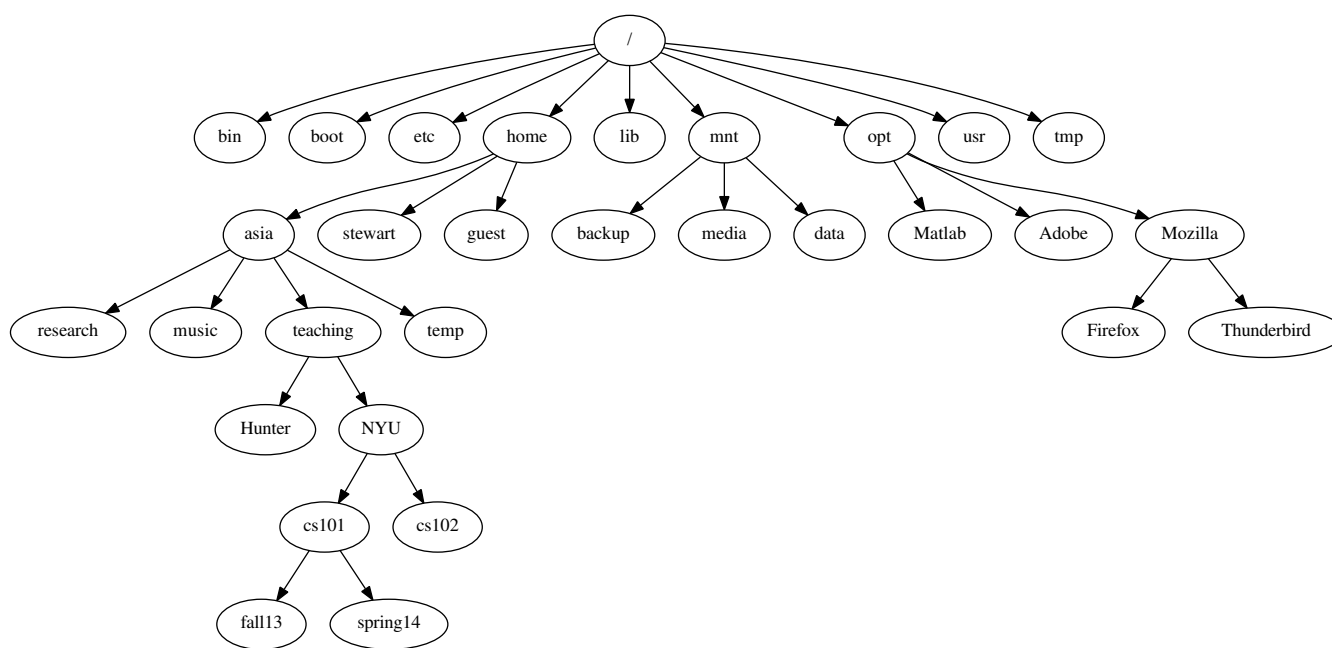 /
bin boot etc home lib mnt opt usr tmp
asia stewart guest backup media data Matlab Adobe Mozilla
research music teaching temp Firefox Thunderbird
Hunter NYU
cs101 cs102
fall13 spring14